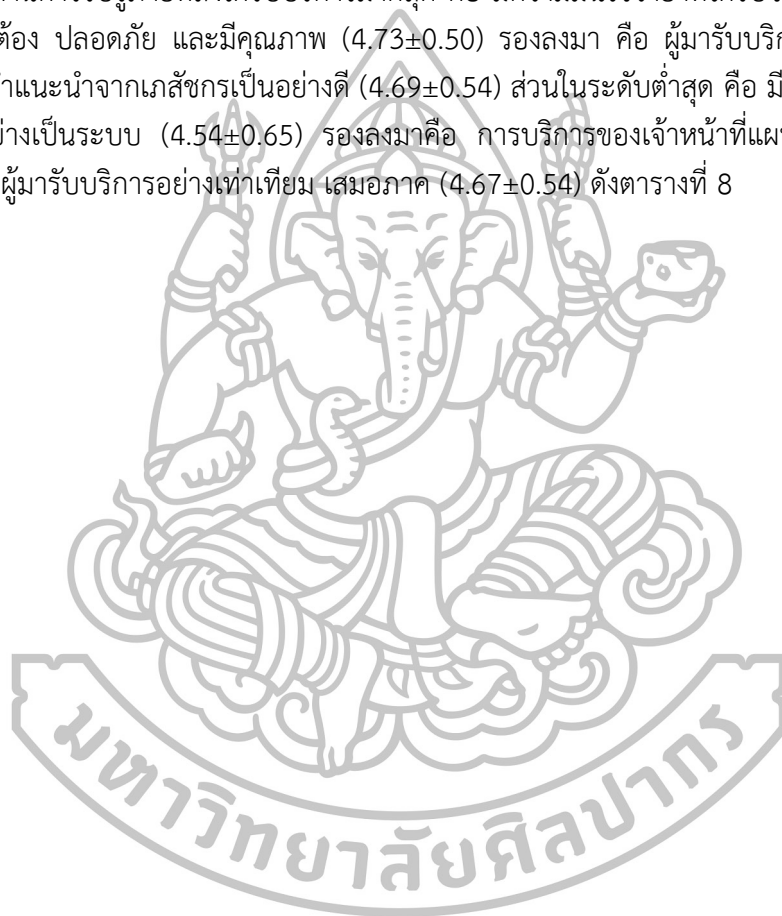 ต้อง ปลอดภัย และมีคุณภาพ (4.73±0.50) รองลงมา คือ ผู้มารับบริก
คำแนะนำจากเภสัชกรเป็นอย่างดี (4.69±0.54) ส่วนในระดับต่ำสุด คือ มี
ย่างเป็นระบบ (4.54±0.65) รองลงมาคือ การบริการของเจ้าหน้าที่แผน
ผู้มารับบริการอย่างเท่าเทียม เสมอภาค (4.67±0.54) ดังตารางที่ 8
มหาวิทยาลัยศิลปากร